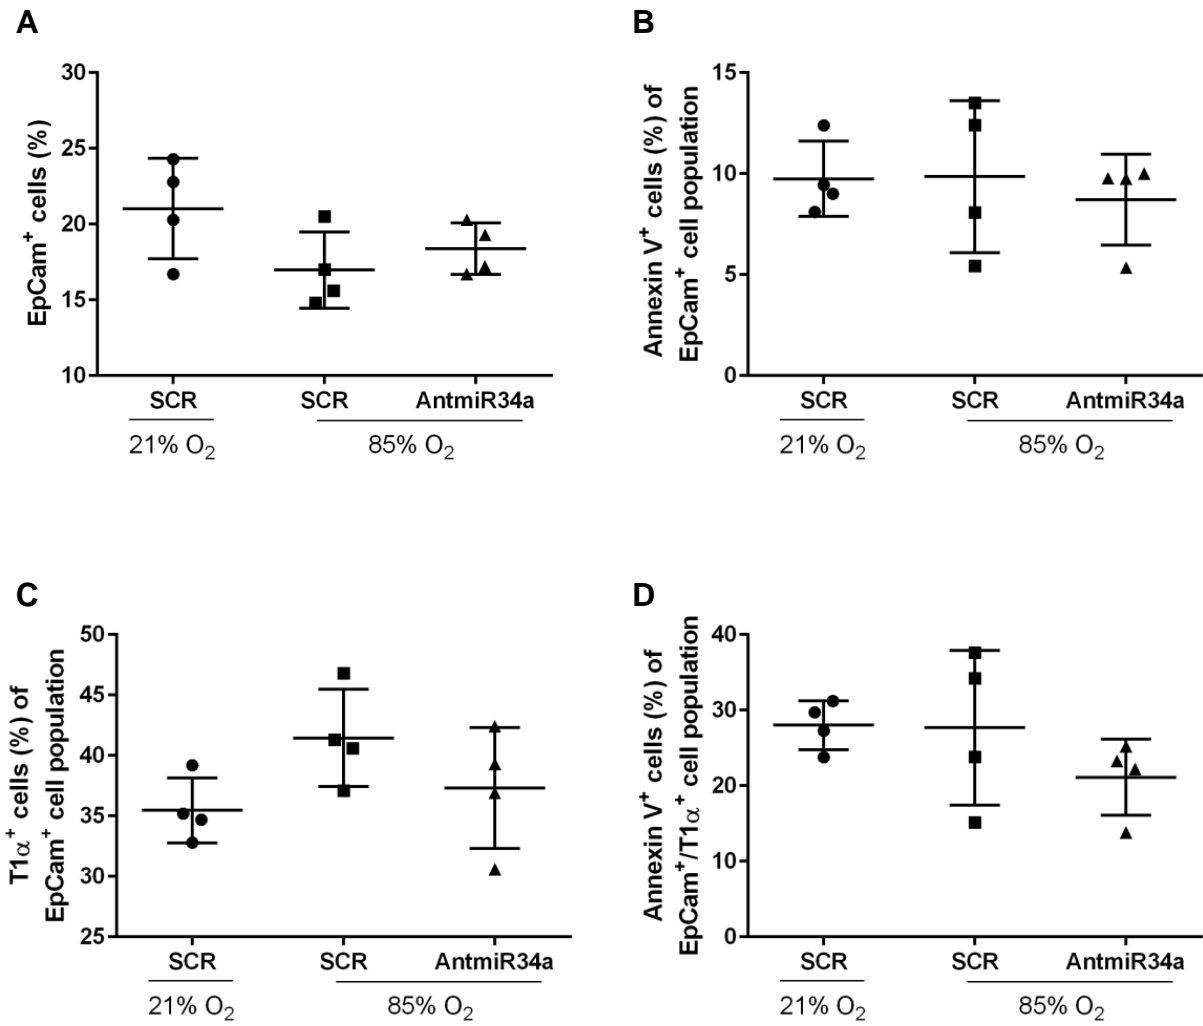 A
EpCam⁺ cells (%)
30
25
20
15
10
SCR
SCR
AntmiR34a
21% O₂
85% O₂
B
Annexin V⁺ cells (%) of
EpCam⁺ cell population
15
10
5
0
SCR
SCR
AntmiR34a
21% O₂
85% O₂
C
T1α⁺ cells (%) of
EpCam⁺ cell population
50
45
40
35
30
25
SCR
SCR
AntmiR34a
21% O₂
85% O₂
D
Annexin V⁺ cells (%) of
EpCam⁺/T1α⁺ cell population
40
30
20
10
0
SCR
SCR
AntmiR34a
21% O₂
85% O₂